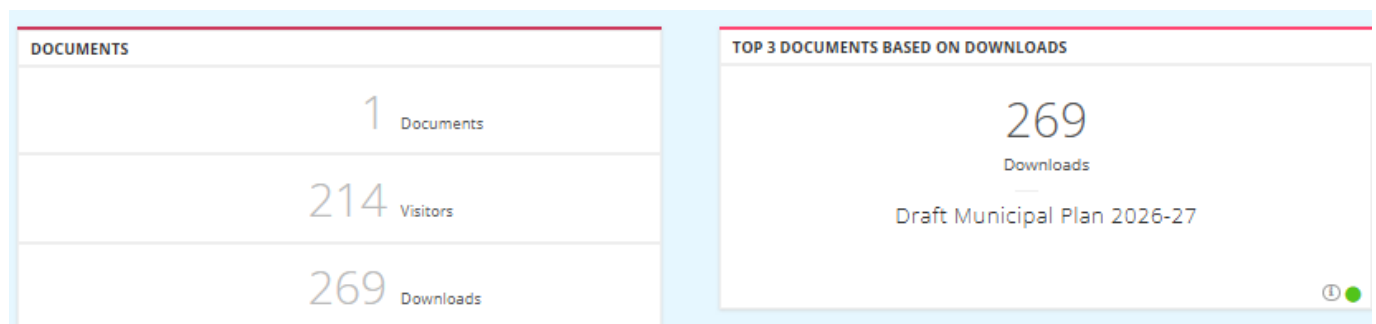 DOCUMENTS
1 Documents
214 Visitors
269 Downloads
TOP 3 DOCUMENTS BASED ON DOWNLOADS
269
Downloads
Draft Municipal Plan 2026-27